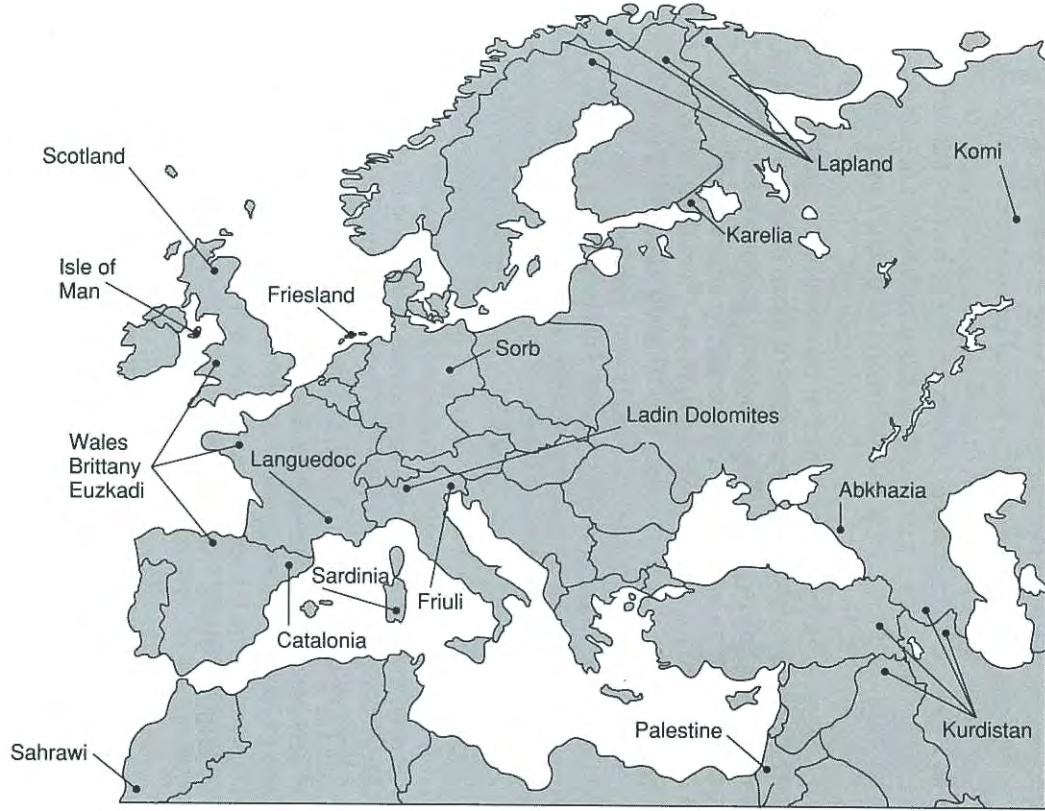 Lapland
Komi
Scotland
Karelia
Isle of
Man
Friesland
Sorb
Ladin Dolomites
Wales
Brittany
Euzkadi
Languedoc
Abkhazia
Sardinia
Friuli
Catalonia
Palestine
Kurdistan
Sahrawi